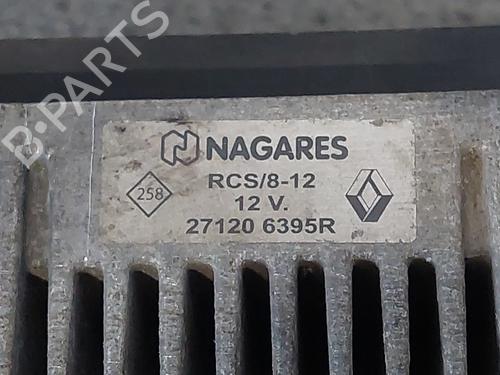 B-PARTS
NAGARES
RCS/8-12
258
12 V.
27120 6395R